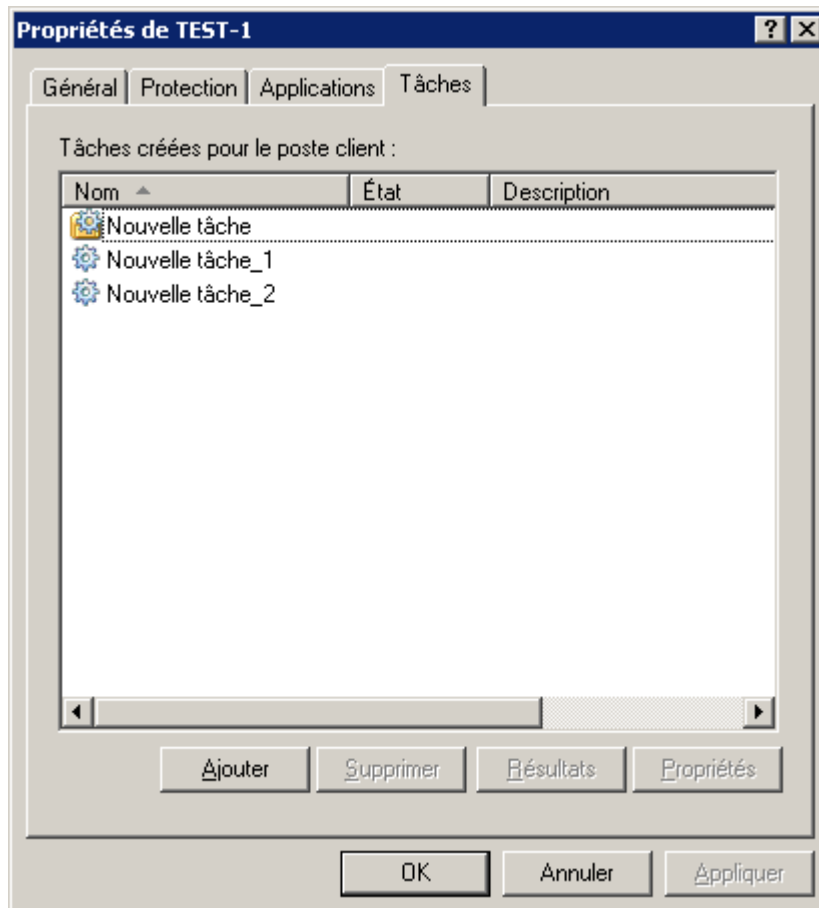 Propriétés de TEST-1
Général Protection Applications Tâches
Tâches créées pour le poste client :
Nom État Description
Nouvelle tâche
Nouvelle tâche_1
Nouvelle tâche_2
Ajouter Supprimer Résultats Propriétés
OK Annuler Appliquer